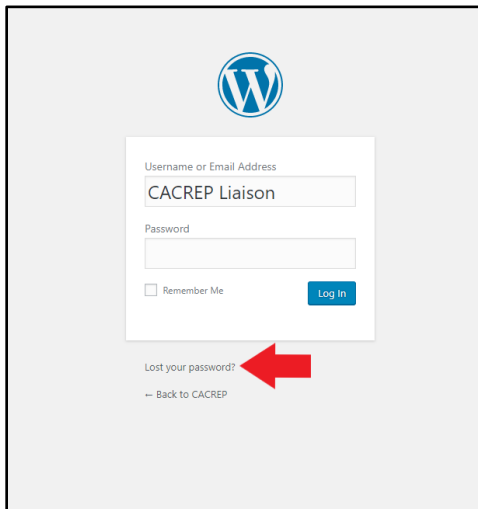 Username or Email Address
CACREP Liaison
Password
Remember Me
Log In
Lost your password?
← Back to CACREP